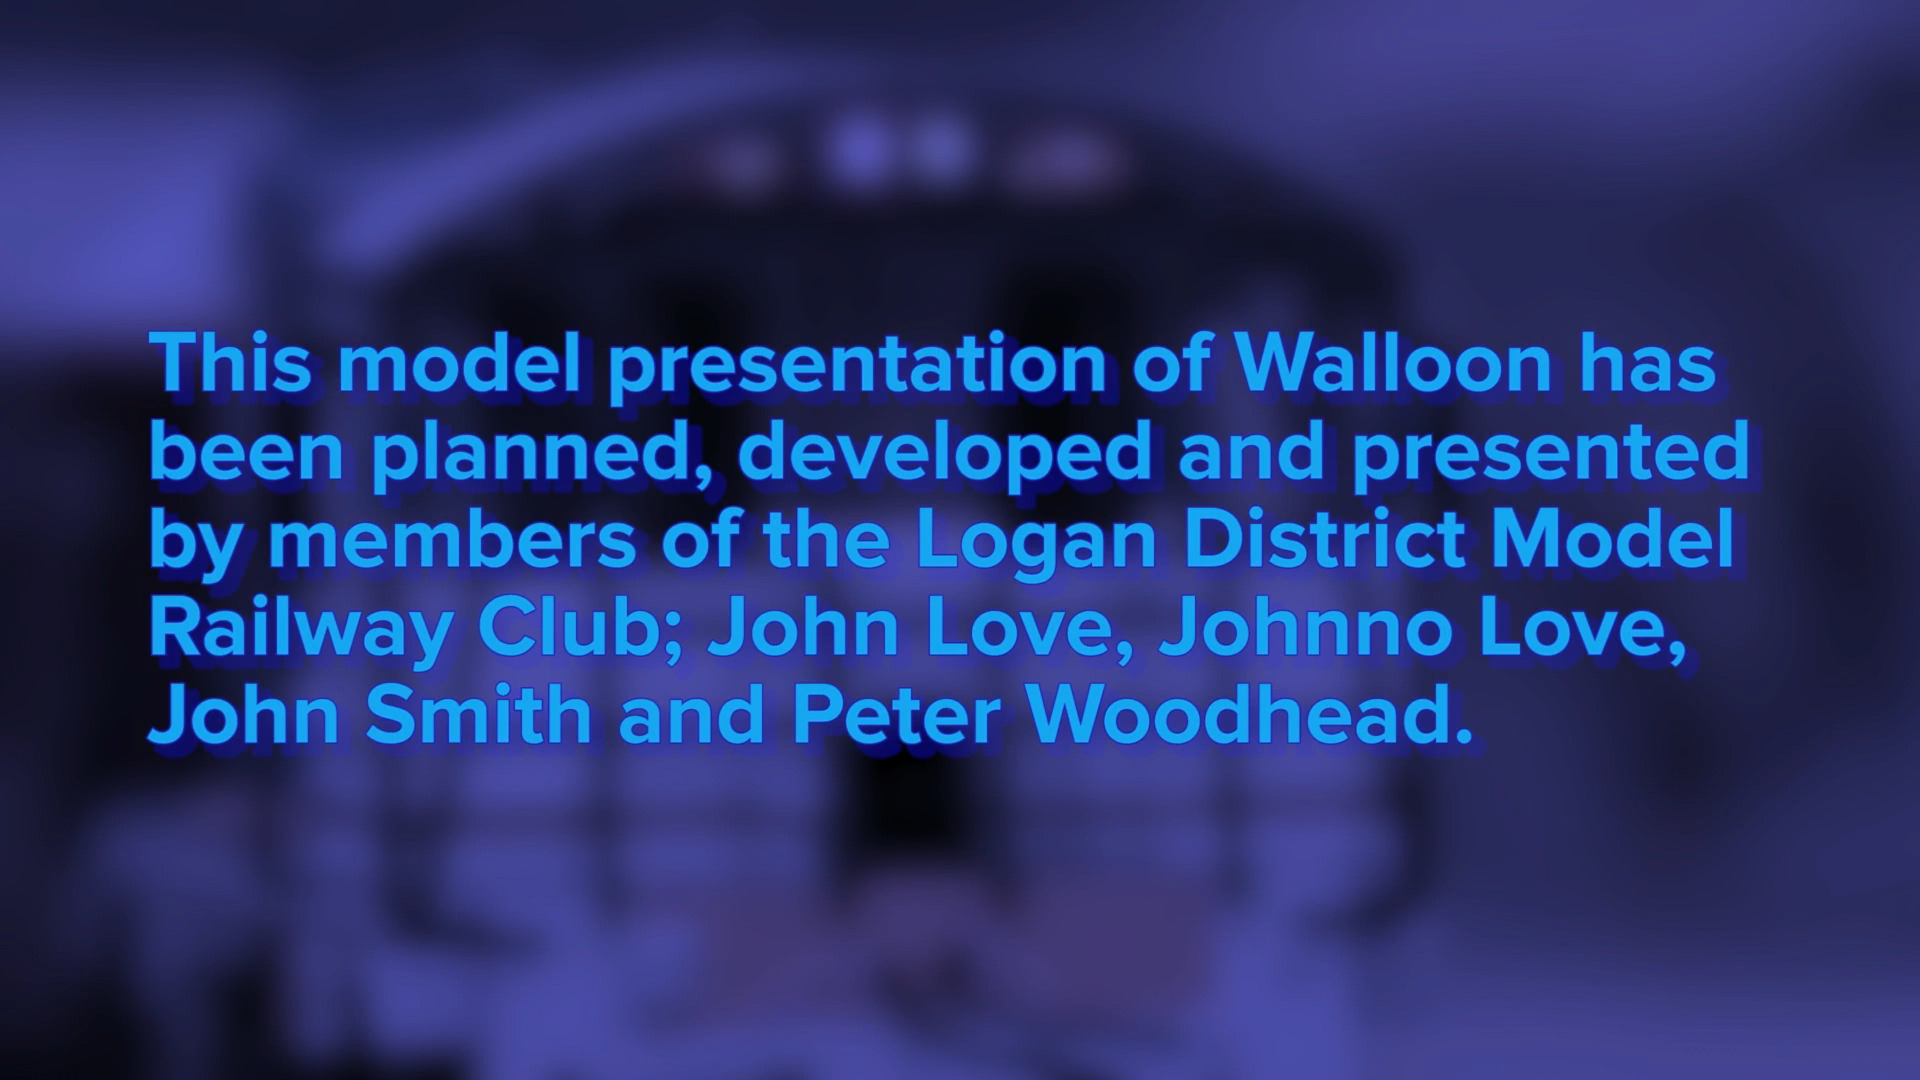 This model presentation of Walloon has
been planned, developed and presented
by members of the Logan District Model
Railway Club; John Love, Johnno Love,
John Smith and Peter Woodhead.